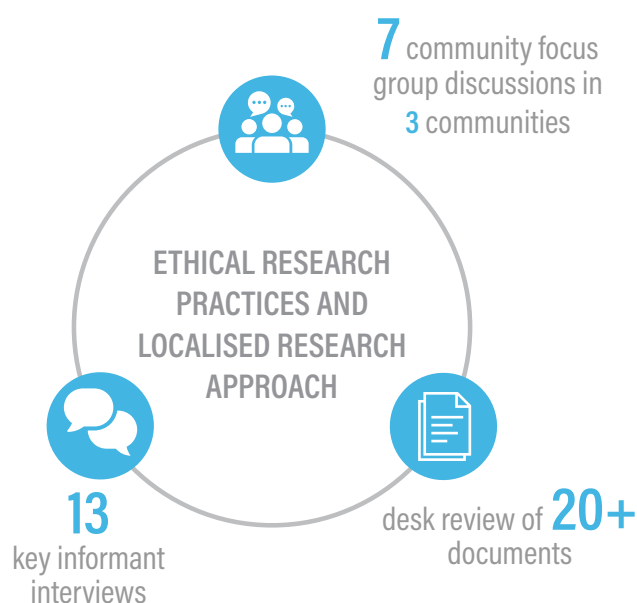 7 community focus
group discussions in
3 communities
ETHICAL RESEARCH
PRACTICES AND
LOCALISED RESEARCH
APPROACH
13
key informant
interviews
desk review of 20+
documents